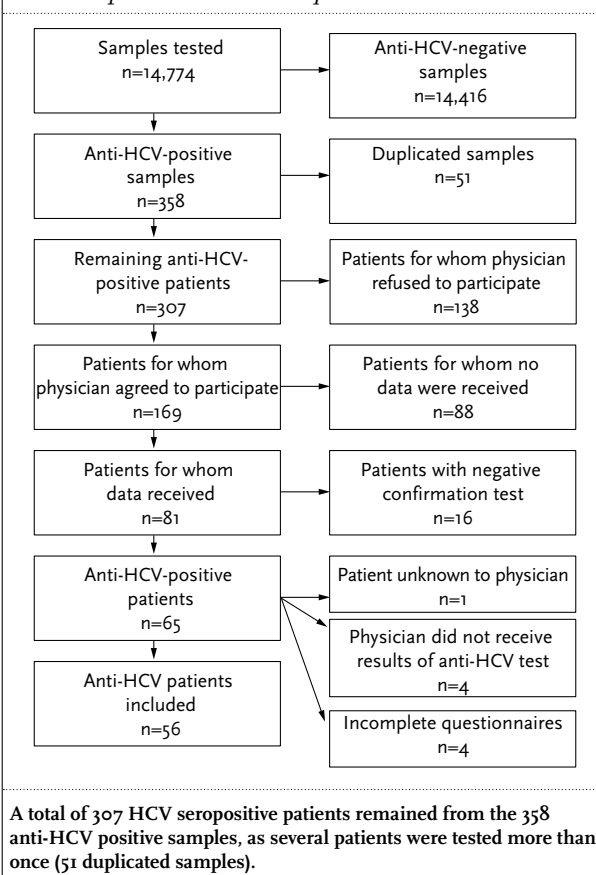 Samples tested
n=14,774
Anti-HCV-negative
samples
n=14,416
Anti-HCV-positive
samples
n=358
Duplicated samples
n=51
Remaining anti-HCV-
positive patients
n=307
Patients for whom physician
refused to participate
n=138
Patients for whom
physician agreed to participate
n=169
Patients for whom no
data were received
n=88
Patients for whom
data received
n=81
Patients with negative
confirmation test
n=16
Anti-HCV-positive
patients
n=65
Patient unknown to physician
n=1
Physician did not receive
results of anti-HCV test
n=4
Anti-HCV patients
included
n=56
Incomplete questionnaires
n=4
A total of 307 HCV seropositive patients remained from the 358
anti-HCV positive samples, as several patients were tested more than
once (51 duplicated samples).